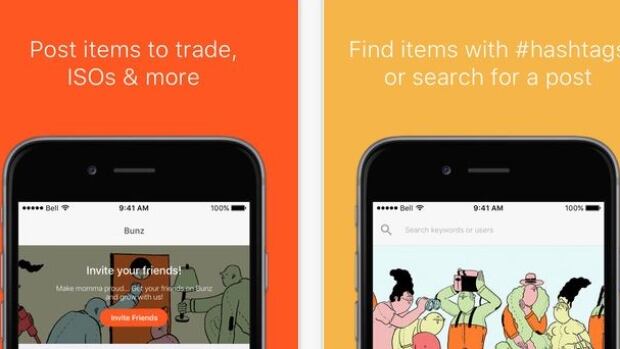 Post items to trade,
ISOs & more
Bell 9:41 AM 100%
Bunz
Invite your friends!
Make momma proud... Get your friends on Bunz
and grow with us!
Invite Friends
Find items with #hashtags
or search for a post
Bell 9:41 AM 100%
Search keywords or users